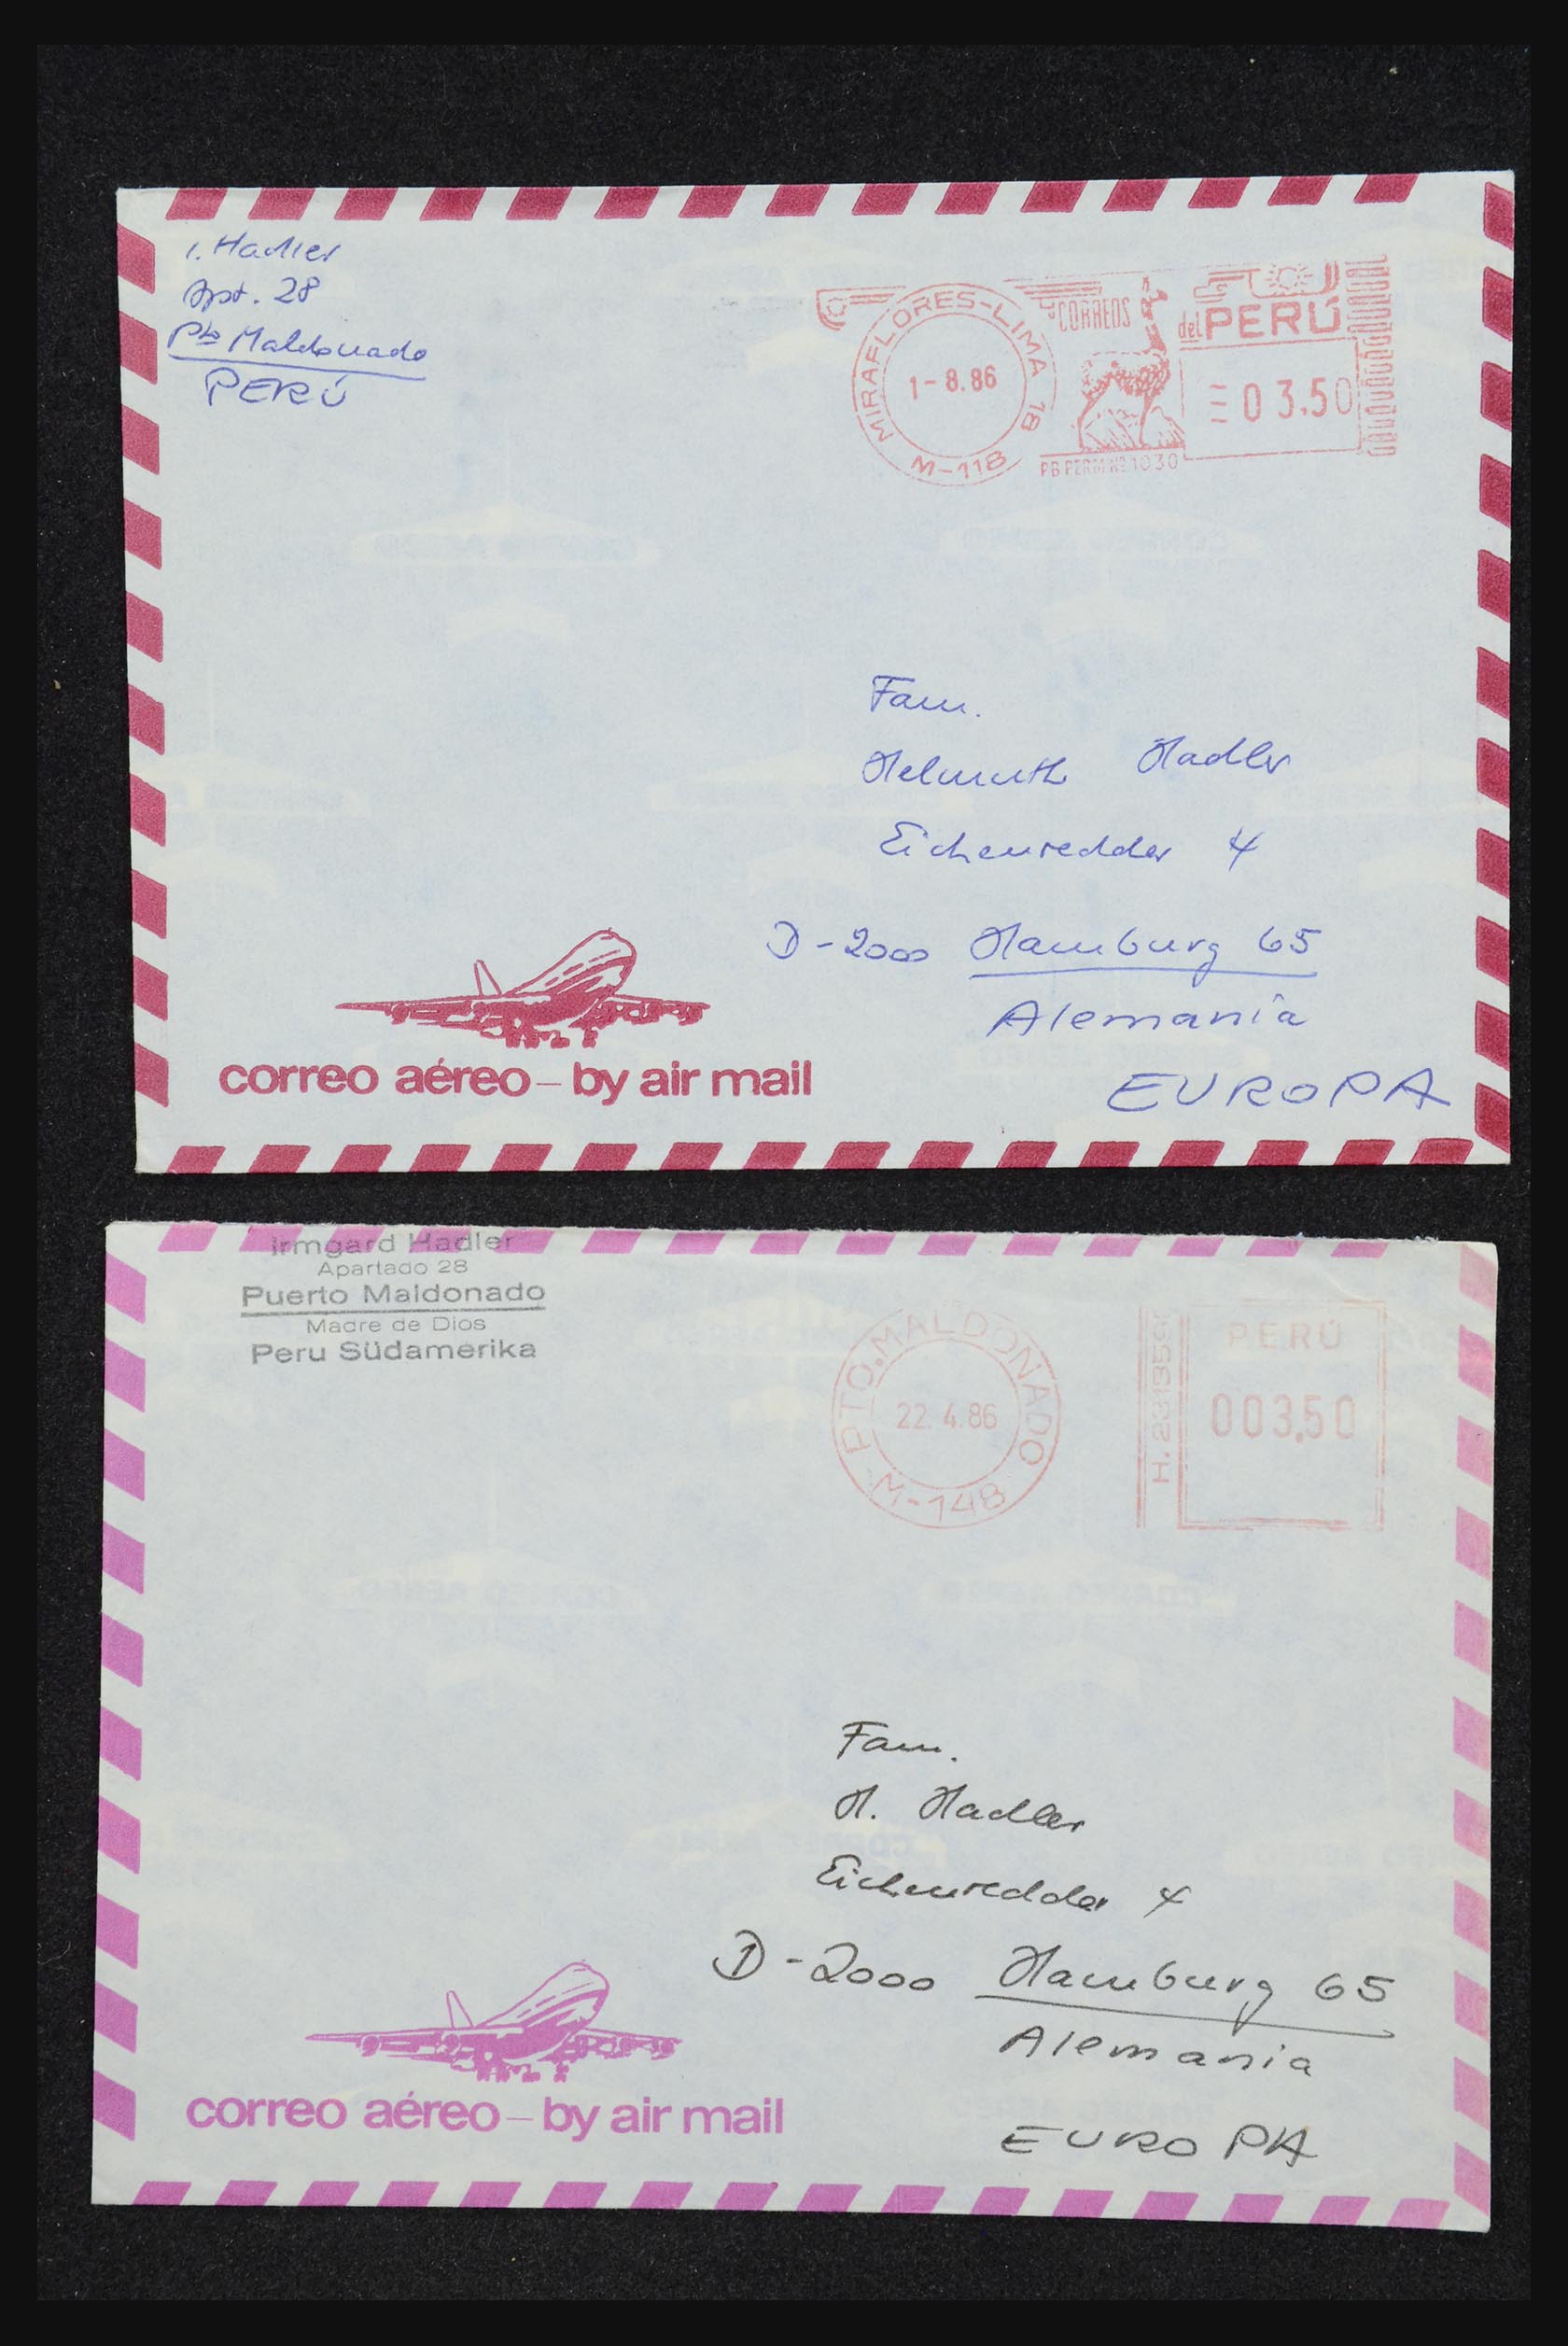 I. Hadler
Apt. 28
Pto Maldonado
PERÚ
MIRAFLORES-LIMA 18
1-8.86
M-118
CORREOS del PERÚ
03.50
PB PERM Nº 1030
Fam.
Helmuth Hadler
Eichenredder 4
D-2000 Hamburg 65
Alemania
EUROPA
correo aéreo - by air mail
Irmgard Hadler
Apartado 28
Puerto Maldonado
Madre de Dios
Peru Südamerika
PTO. MALDONADO
22.4.86
M-148
PERÚ
003,50
Fam.
H. Hadler
Eichenredder 4
D-2000 Hamburg 65
Alemania
EUROPA
correo aéreo - by air mail